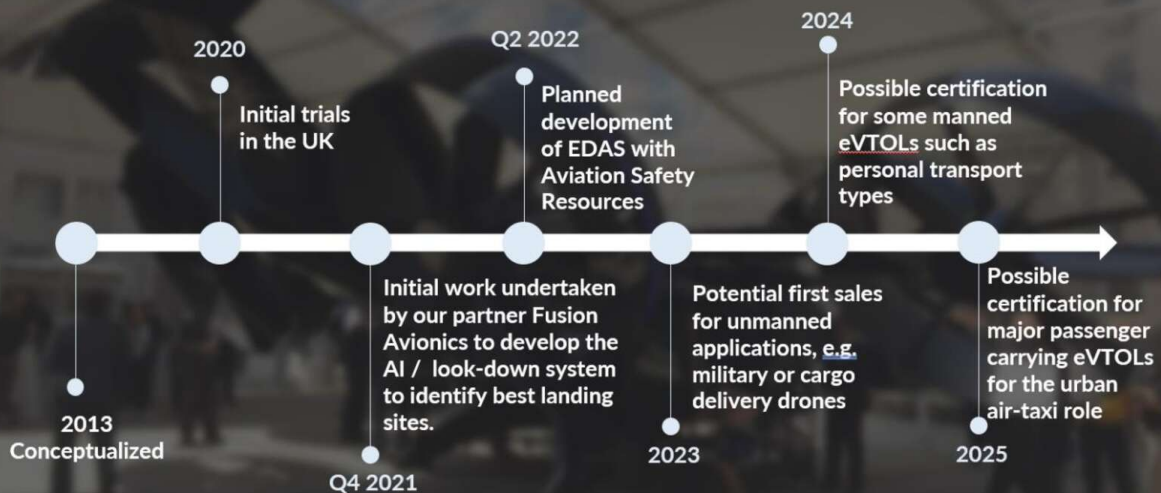 2013
Conceptualized
2020
Initial trials
in the UK
Initial work undertaken
by our partner Fusion
Avionics to develop the
AI / look-down system
to identify best landing
sites.
Q4 2021
Q2 2022
Planned
development
of EDAS with
Aviation Safety
Resources
Potential first sales
for unmanned
applications, e.g.
military or cargo
delivery drones
2023
2024
Possible certification
for some manned
eVTOLs such as
personal transport
types
Possible
certification for
major passenger
carrying eVTOLs
for the urban
air-taxi role
2025